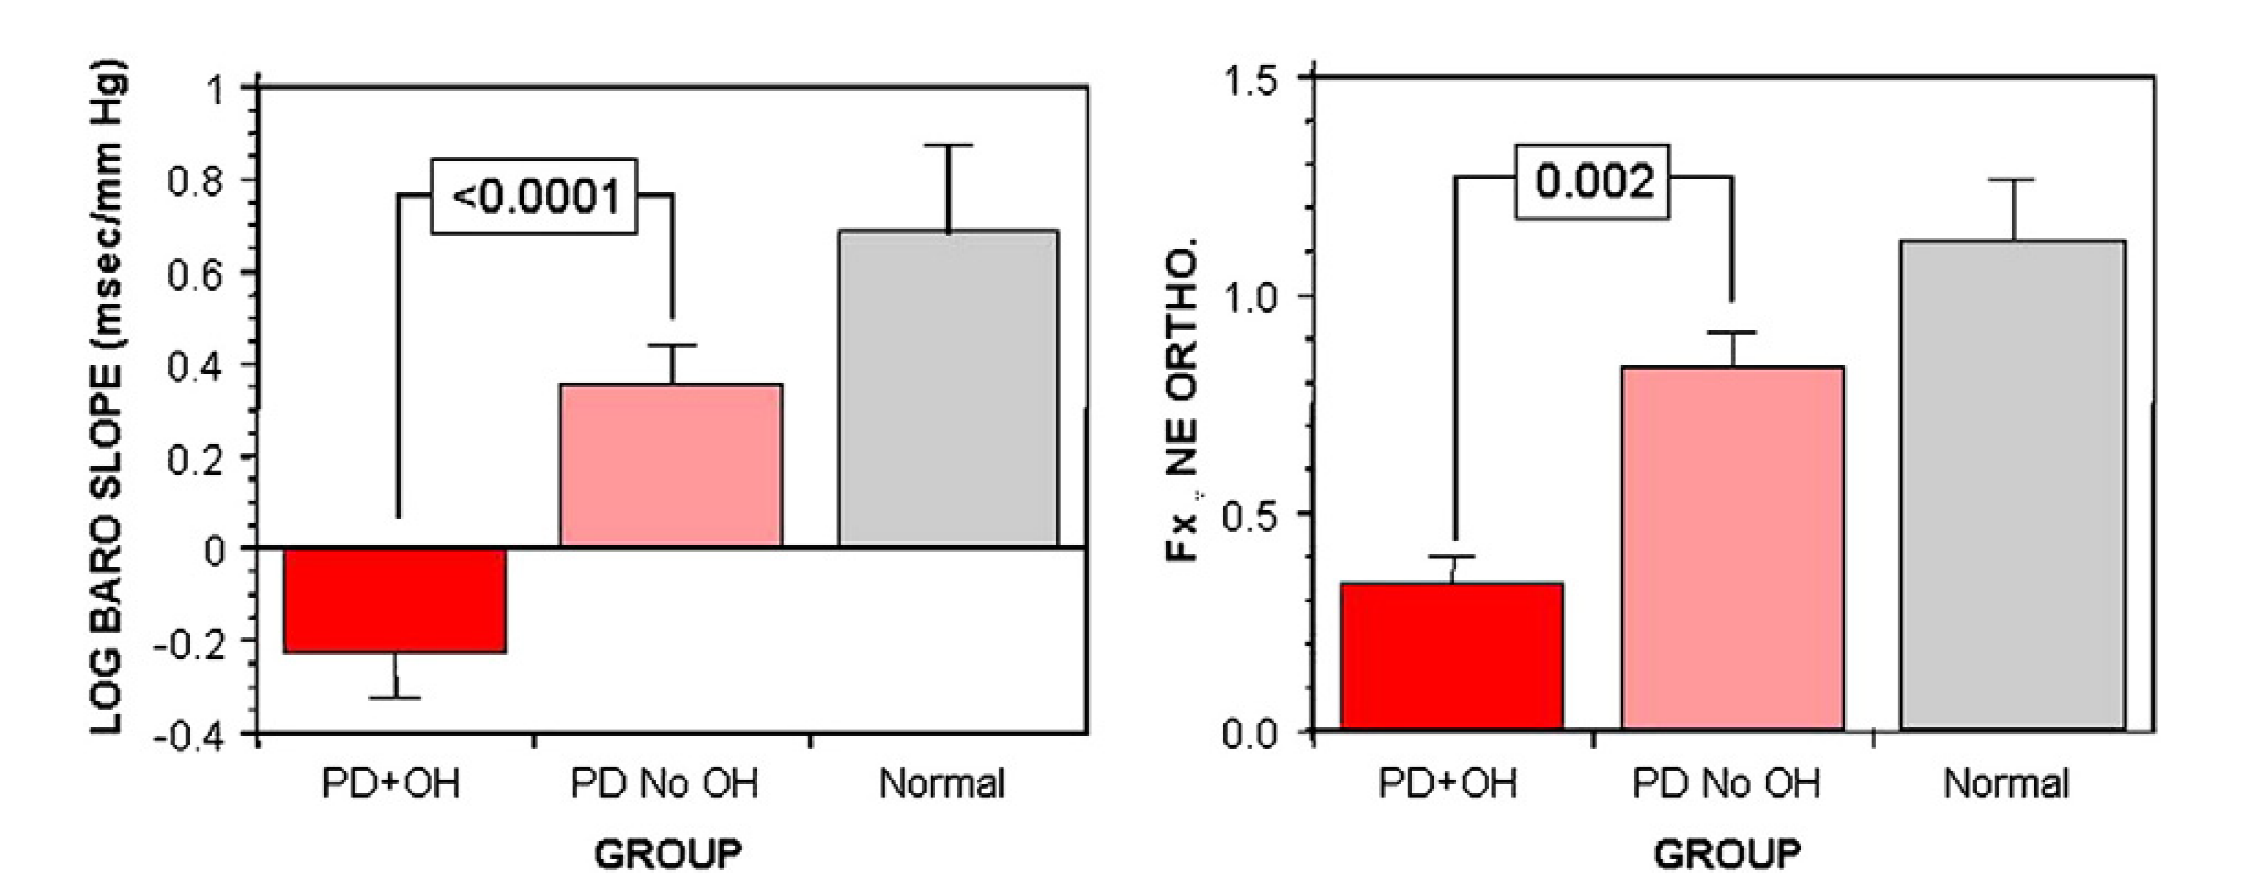 LOG BARO SLOPE (msec/mm Hg)
1
0.8
0.6
0.4
0.2
0
-0.2
-0.4
<0.0001
PD+OH PD No OH Normal
GROUP
Fx NE ORTHO.
1.5
1.0
0.5
0.0
0.002
PD+OH PD No OH Normal
GROUP